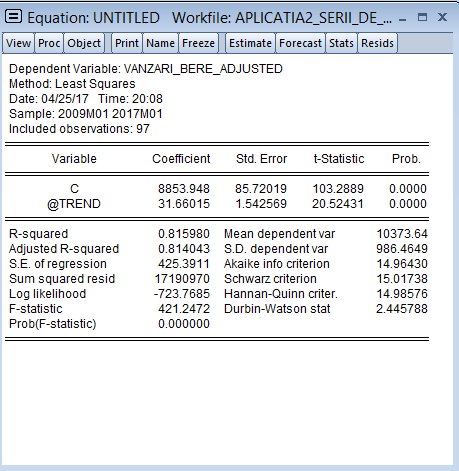 Equation: UNTITLED Workfile: APLICATIA2_SERII_DE_...
View Proc Object Print Name Freeze Estimate Forecast Stats Resids
Dependent Variable: VANZARI_BERE_ADJUSTED
Method: Least Squares
Date: 04/25/17 Time: 20:08
Sample: 2009M01 2017M01
Included observations: 97
Variable Coefficient Std. Error t-Statistic Prob.
C 8853.948 85.72019 103.2889 0.0000
@TREND 31.66015 1.542569 20.52431 0.0000
R-squared 0.815980 Mean dependent var 10373.64
Adjusted R-squared 0.814043 S.D. dependent var 986.4649
S.E. of regression 425.3911 Akaike info criterion 14.96430
Sum squared resid 17190970 Schwarz criterion 15.01738
Log likelihood -723.7685 Hannan-Quinn criter. 14.98576
F-statistic 421.2472 Durbin-Watson stat 2.445788
Prob(F-statistic) 0.000000